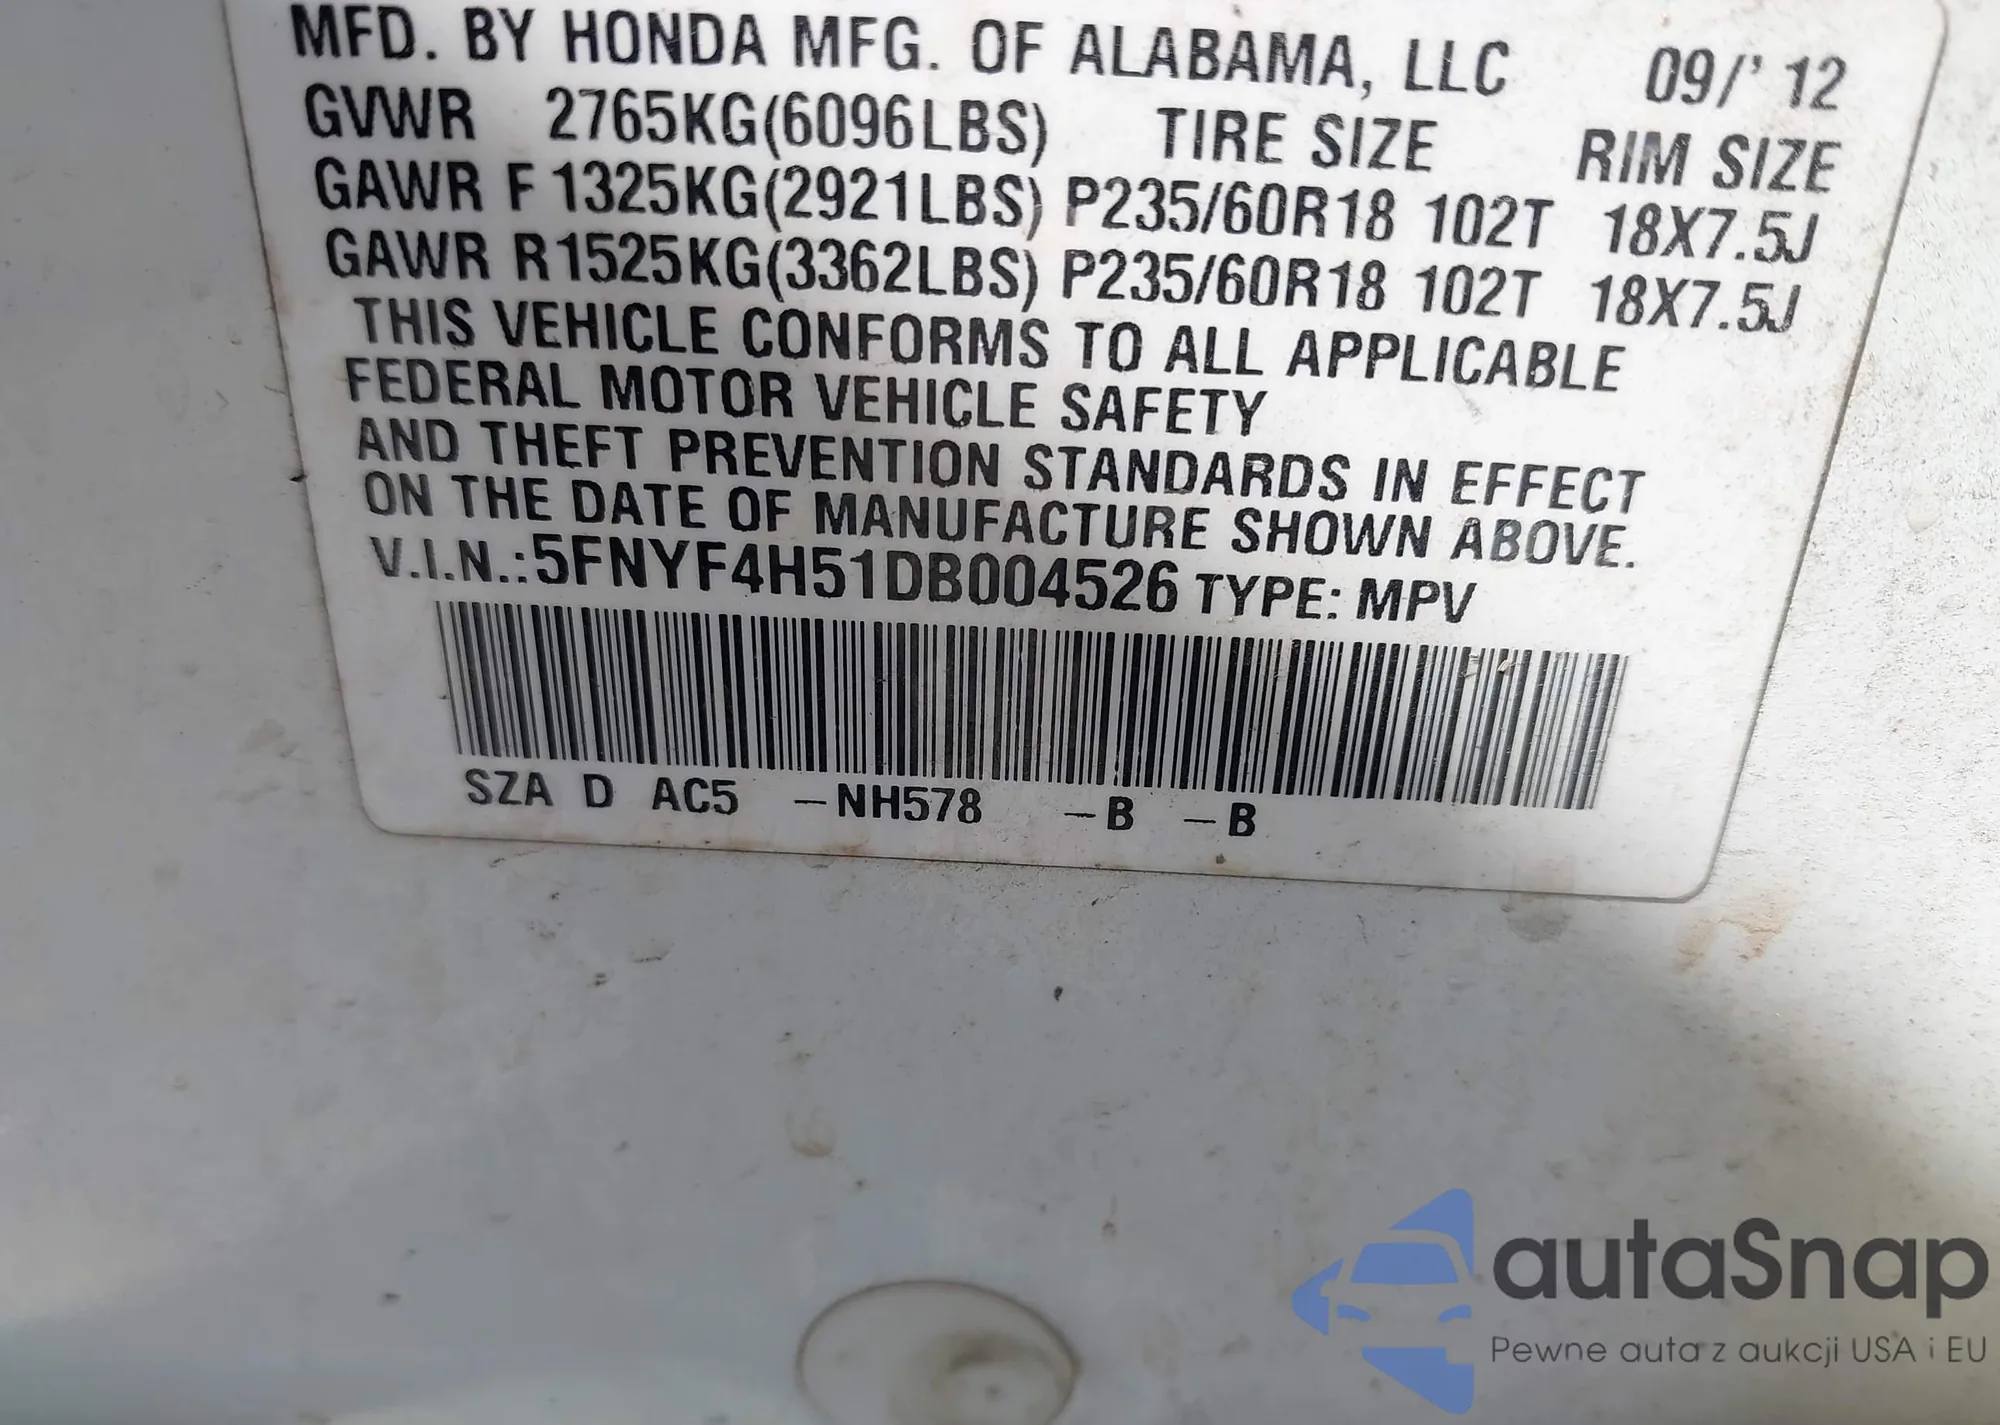 MFD. BY HONDA MFG. OF ALABAMA, LLC 09/' 12
GVWR 2765KG(6096LBS) TIRE SIZE RIM SIZE
GAWR F 1325KG(2921LBS) P235/60R18 102T 18X7.5J
GAWR R 1525KG(3362LBS) P235/60R18 102T 18X7.5J
THIS VEHICLE CONFORMS TO ALL APPLICABLE
FEDERAL MOTOR VEHICLE SAFETY
AND THEFT PREVENTION STANDARDS IN EFFECT
ON THE DATE OF MANUFACTURE SHOWN ABOVE.
V.I.N.:5FNYF4H51DB004526 TYPE: MPV
SZA D AC5 -NH578 -B -B
autaSnap
Pewne auta z aukcji USA i EU